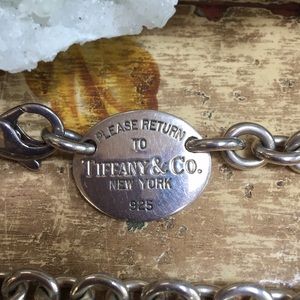 PLEASE RETURN
TO
TIFFANY & CO.
NEW YORK
925